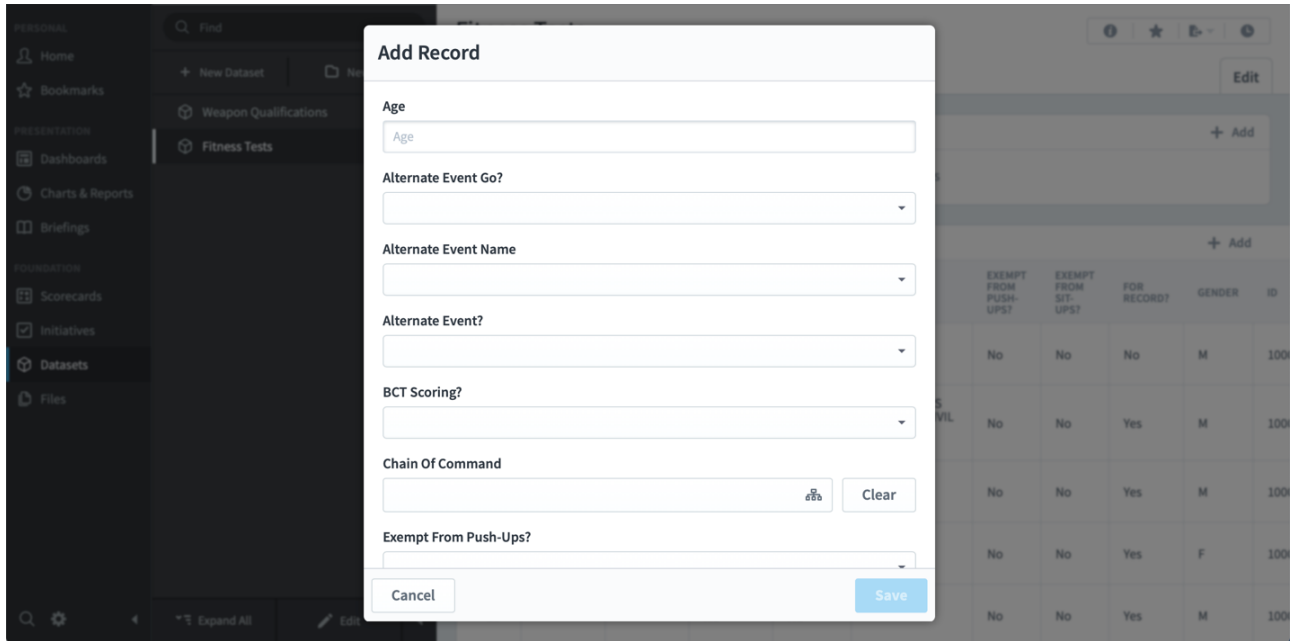 PERSONAL
Home
Bookmarks
PRESENTATION
Dashboards
Charts & Reports
Briefings
FOUNDATION
Scorecards
Initiatives
Datasets
Files
Find
+ New Dataset
Weapon Qualifications
Fitness Tests
Expand All
Edit
Add Record
Age
Age
Alternate Event Go?
Alternate Event Name
Alternate Event?
BCT Scoring?
Chain Of Command
Clear
Exempt From Push-Ups?
Cancel
Save
Edit
+ Add
+ Add
EXEMPT FROM PUSH-UPS?
EXEMPT FROM SIT-UPS?
FOR RECORD?
GENDER
ID
No No No M
No No Yes M
No No Yes M
No No Yes F
No No Yes M